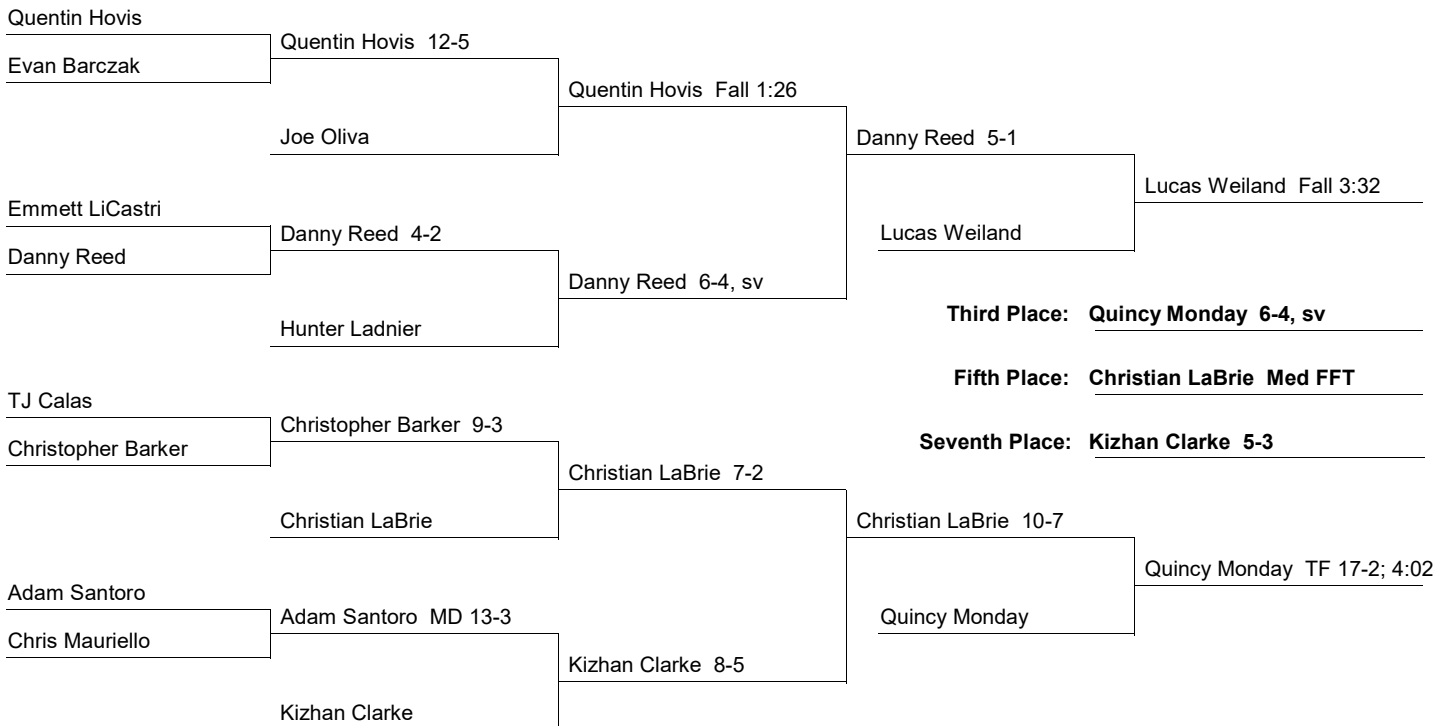 Quentin Hovis
Quentin Hovis 12-5
Evan Barczak
Quentin Hovis Fall 1:26
Joe Oliva
Danny Reed 5-1
Lucas Weiland Fall 3:32
Emmett LiCastri
Danny Reed 4-2
Lucas Weiland
Danny Reed
Danny Reed 6-4, sv
Third Place: Quincy Monday 6-4, sv
Hunter Ladnier
Fifth Place: Christian LaBrie Med FFT
TJ Calas
Christopher Barker 9-3
Seventh Place: Kizhan Clarke 5-3
Christopher Barker
Christian LaBrie 7-2
Christian LaBrie
Christian LaBrie 10-7
Quincy Monday TF 17-2; 4:02
Adam Santoro
Adam Santoro MD 13-3
Quincy Monday
Chris Mauriello
Kizhan Clarke 8-5
Kizhan Clarke